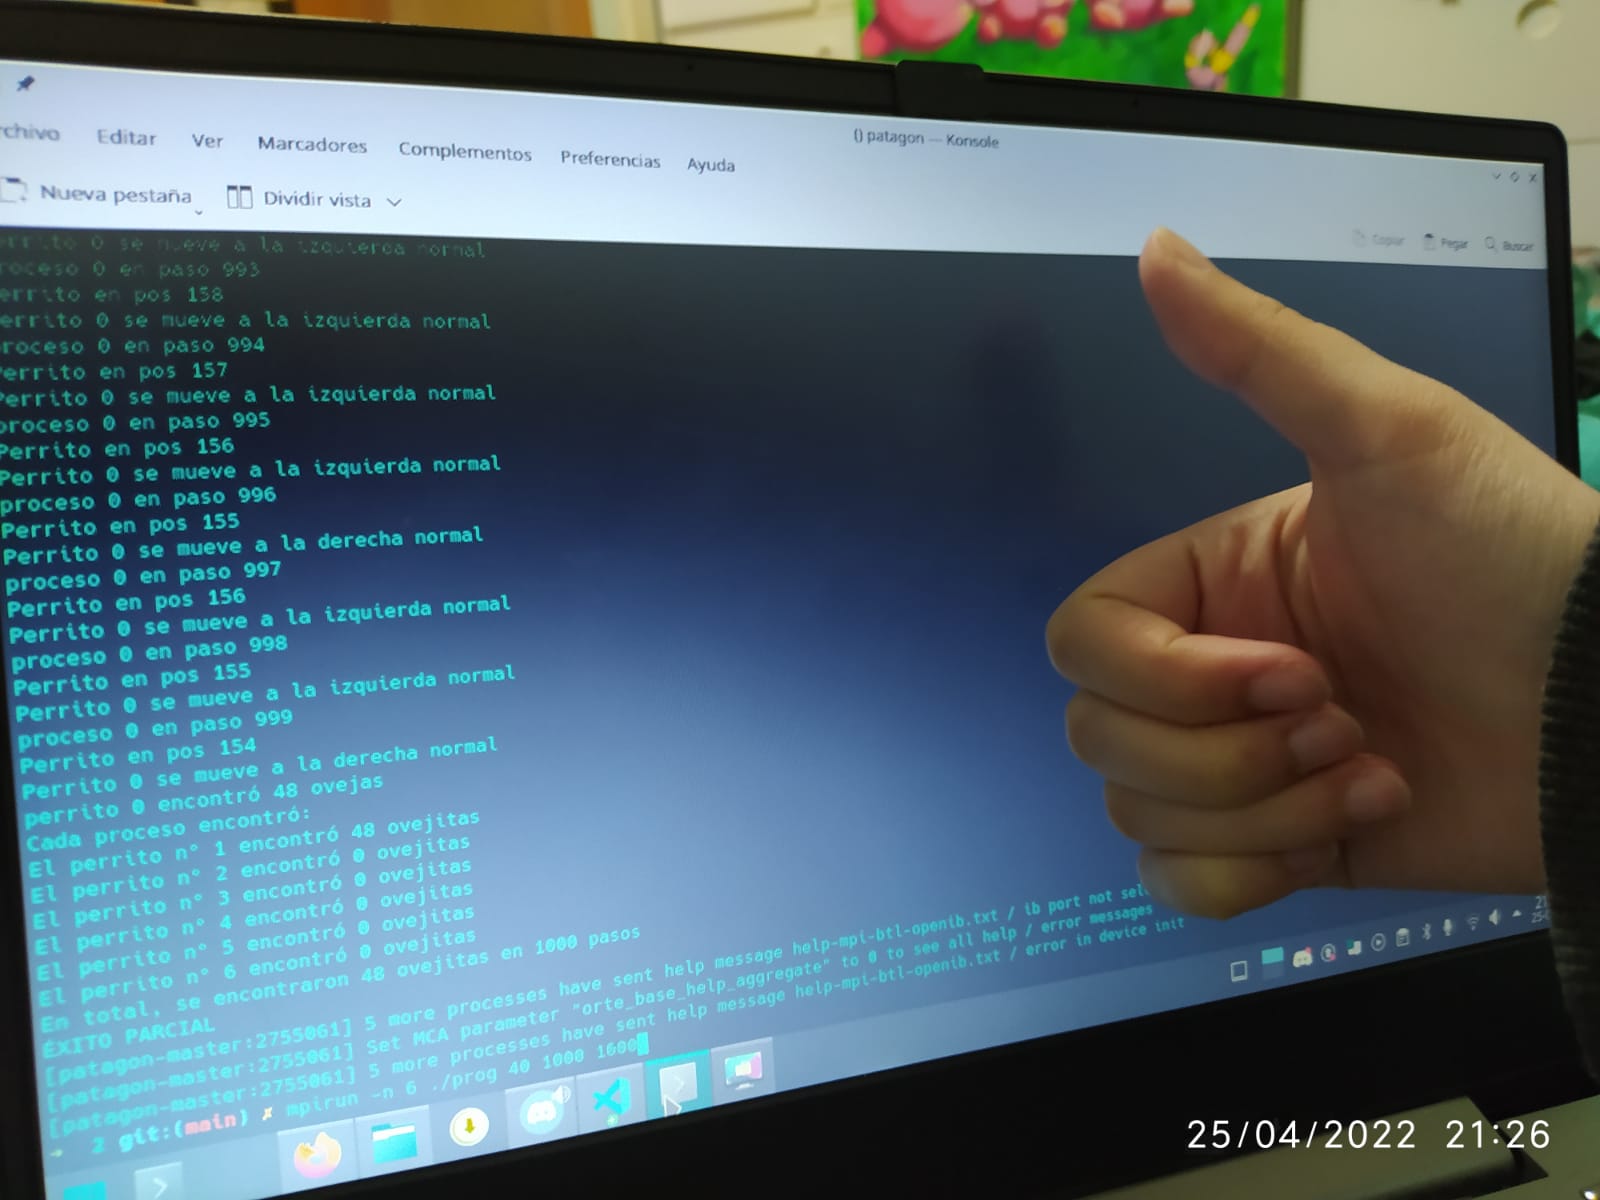 () patagon — Konsole
rchivo Editar Ver Marcadores Complementos Preferencias Ayuda
Nueva pestaña Dividir vista
Copiar Pegar Buscar
errito 0 se mueve a la izquierda normal
roceso 0 en paso 993
errito en pos 158
errito 0 se mueve a la izquierda normal
roceso 0 en paso 994
errito en pos 157
errito 0 se mueve a la izquierda normal
proceso 0 en paso 995
Perrito en pos 156
Perrito 0 se mueve a la izquierda normal
proceso 0 en paso 996
Perrito en pos 155
Perrito 0 se mueve a la derecha normal
proceso 0 en paso 997
Perrito en pos 156
Perrito 0 se mueve a la izquierda normal
proceso 0 en paso 998
Perrito en pos 155
Perrito 0 se mueve a la izquierda normal
proceso 0 en paso 999
Perrito en pos 154
Perrito 0 se mueve a la derecha normal
perrito 0 encontró 48 ovejas
Cada proceso encontró:
El perrito n° 1 encontró 48 ovejitas
El perrito n° 2 encontró 0 ovejitas
El perrito n° 3 encontró 0 ovejitas
El perrito n° 4 encontró 0 ovejitas
El perrito n° 5 encontró 0 ovejitas
El perrito n° 6 encontró 0 ovejitas
En total, se encontraron 48 ovejitas en 1000 pasos
ÉXITO PARCIAL
[patagon-master:2755061] 5 more processes have sent help message help-mpi-btl-openib.txt / ib port not sel
[patagon-master:2755061] Set MCA parameter "orte_base_help_aggregate" to 0 to see all help / error messages
[patagon-master:2755061] 5 more processes have sent help message help-mpi-btl-openib.txt / error in device init
→ 2 git:(main) ✗ mpirun -n 6 ./prog 40 1000 1600
25/04/2022 21:26